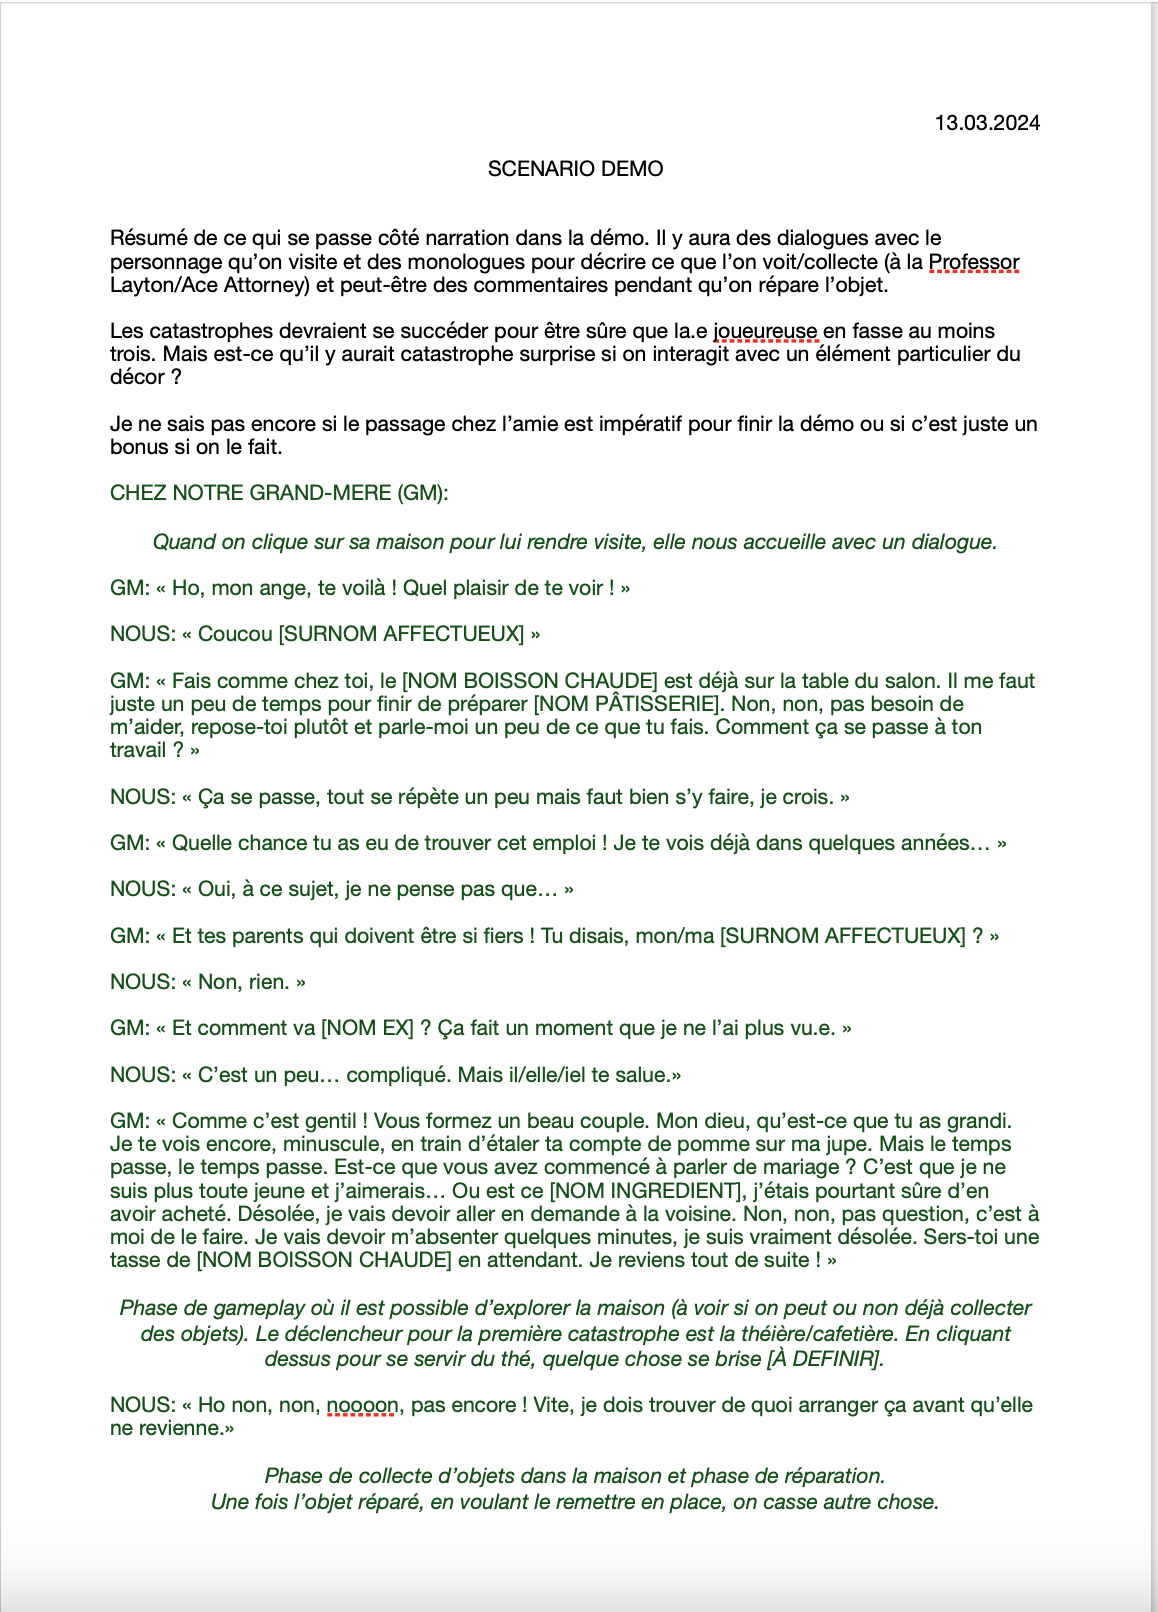 13.03.2024
SCENARIO DEMO
Résumé de ce qui se passe côté narration dans la démo. Il y aura des dialogues avec le
personnage qu’on visite et des monologues pour décrire ce que l’on voit/collecte (à la Professor
Layton/Ace Attorney) et peut-être des commentaires pendant qu’on répare l’objet.
Les catastrophes devraient se succéder pour être sûre que la.e joueureuse en fasse au moins
trois. Mais est-ce qu’il y aurait catastrophe surprise si on interagit avec un élément particulier du
décor ?
Je ne sais pas encore si le passage chez l’amie est impératif pour finir la démo ou si c’est juste un
bonus si on le fait.
CHEZ NOTRE GRAND-MERE (GM):
Quand on clique sur sa maison pour lui rendre visite, elle nous accueille avec un dialogue.
GM: « Ho, mon ange, te voilà ! Quel plaisir de te voir ! »
NOUS: « Coucou [SURNOM AFFECTUEUX] »
GM: « Fais comme chez toi, le [NOM BOISSON CHAUDE] est déjà sur la table du salon. Il me faut
juste un peu de temps pour finir de préparer [NOM PÂTISSERIE]. Non, non, pas besoin de
m’aider, repose-toi plutôt et parle-moi un peu de ce que tu fais. Comment ça se passe à ton
travail ? »
NOUS: « Ça se passe, tout se répète un peu mais faut bien s’y faire, je crois. »
GM: « Quelle chance tu as eu de trouver cet emploi ! Je te vois déjà dans quelques années… »
NOUS: « Oui, à ce sujet, je ne pense pas que… »
GM: « Et tes parents qui doivent être si fiers ! Tu disais, mon/ma [SURNOM AFFECTUEUX] ? »
NOUS: « Non, rien. »
GM: « Et comment va [NOM EX] ? Ça fait un moment que je ne l’ai plus vu.e. »
NOUS: « C’est un peu… compliqué. Mais il/elle/iel te salue.»
GM: « Comme c’est gentil ! Vous formez un beau couple. Mon dieu, qu’est-ce que tu as grandi.
Je te vois encore, minuscule, en train d’étaler ta compte de pomme sur ma jupe. Mais le temps
passe, le temps passe. Est-ce que vous avez commencé à parler de mariage ? C’est que je ne
suis plus toute jeune et j’aimerais… Ou est ce [NOM INGREDIENT], j’étais pourtant sûre d’en
avoir acheté. Désolée, je vais devoir aller en demande à la voisine. Non, non, pas question, c’est à
moi de le faire. Je vais devoir m’absenter quelques minutes, je suis vraiment désolée. Sers-toi une
tasse de [NOM BOISSON CHAUDE] en attendant. Je reviens tout de suite ! »
Phase de gameplay où il est possible d’explorer la maison (à voir si on peut ou non déjà collecter
des objets). Le déclencheur pour la première catastrophe est la théière/cafetière. En cliquant
dessus pour se servir du thé, quelque chose se brise [À DEFINIR].
NOUS: « Ho non, non, noooon, pas encore ! Vite, je dois trouver de quoi arranger ça avant qu’elle
ne revienne.»
Phase de collecte d’objets dans la maison et phase de réparation.
Une fois l’objet réparé, en voulant le remettre en place, on casse autre chose.